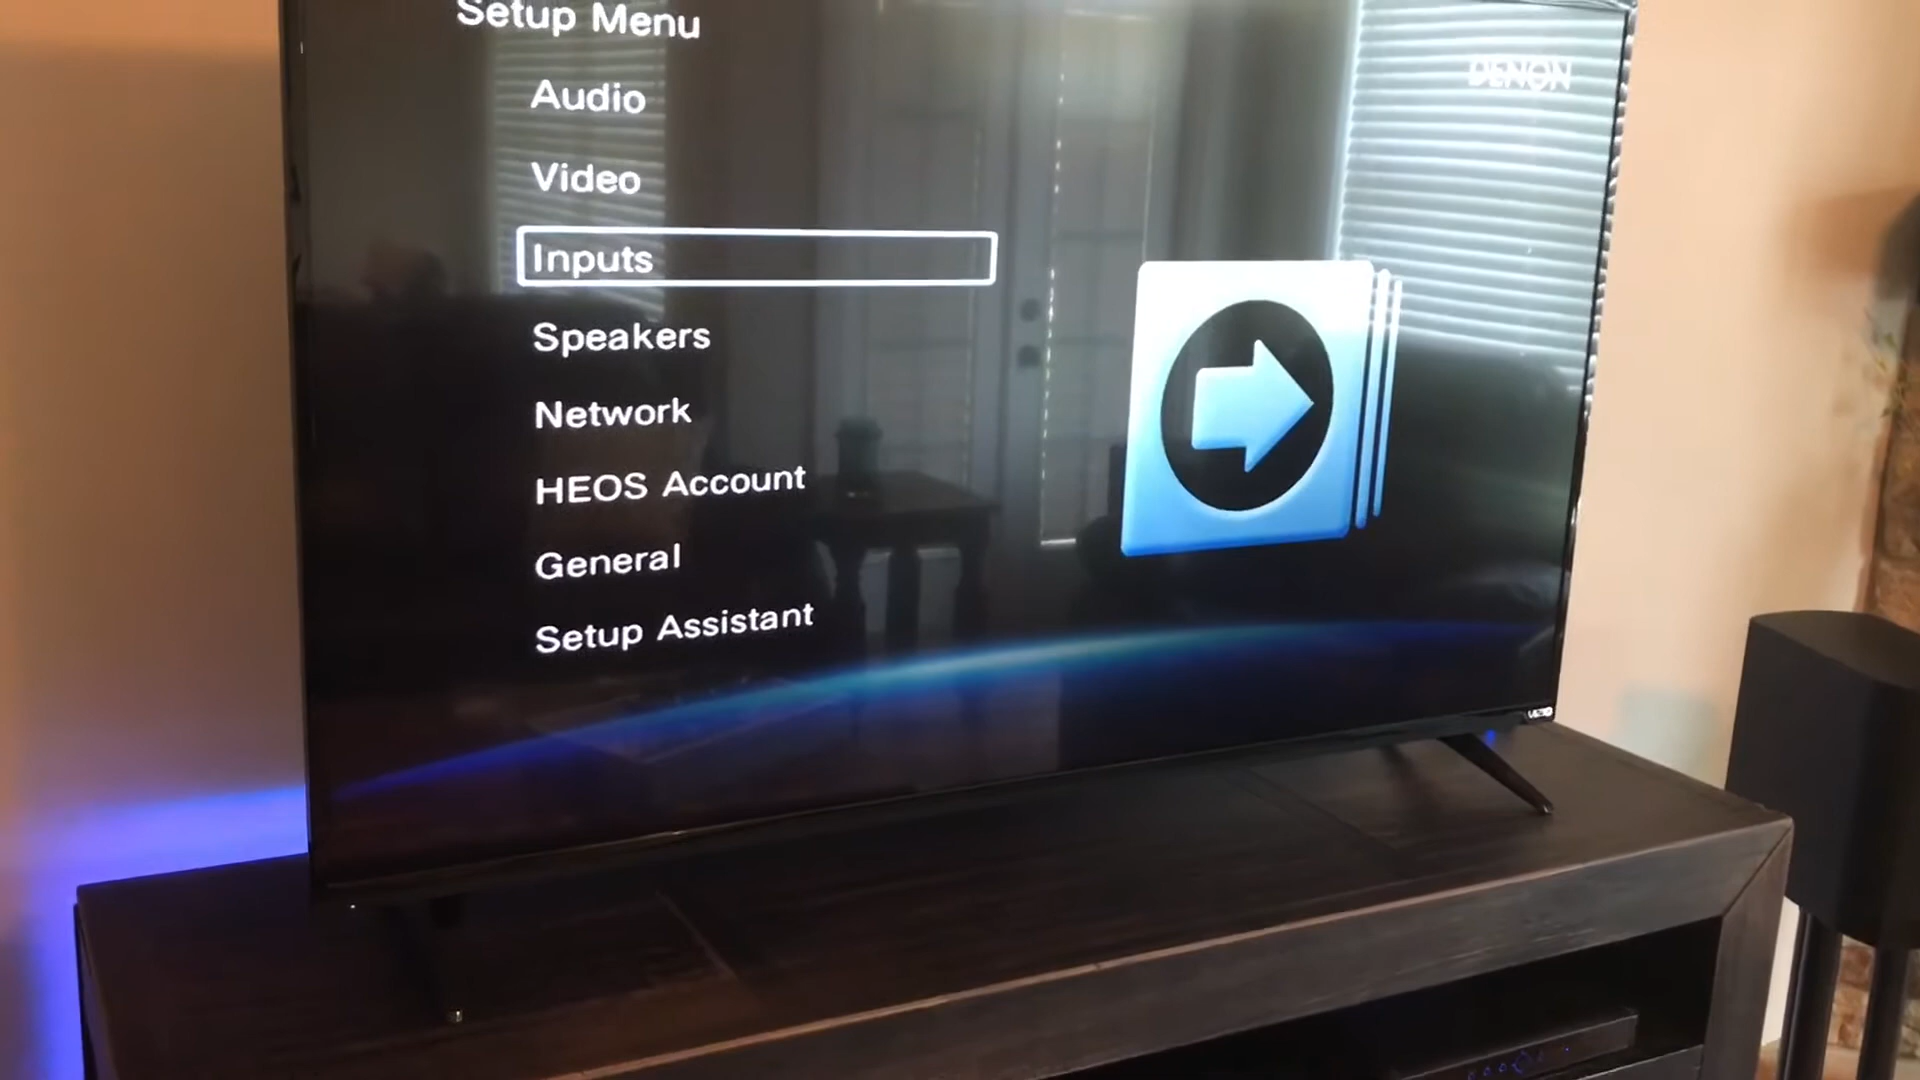 Setup Menu
DENON
Audio
Video
Inputs
Speakers
Network
HEOS Account
General
Setup Assistant
VIZIO